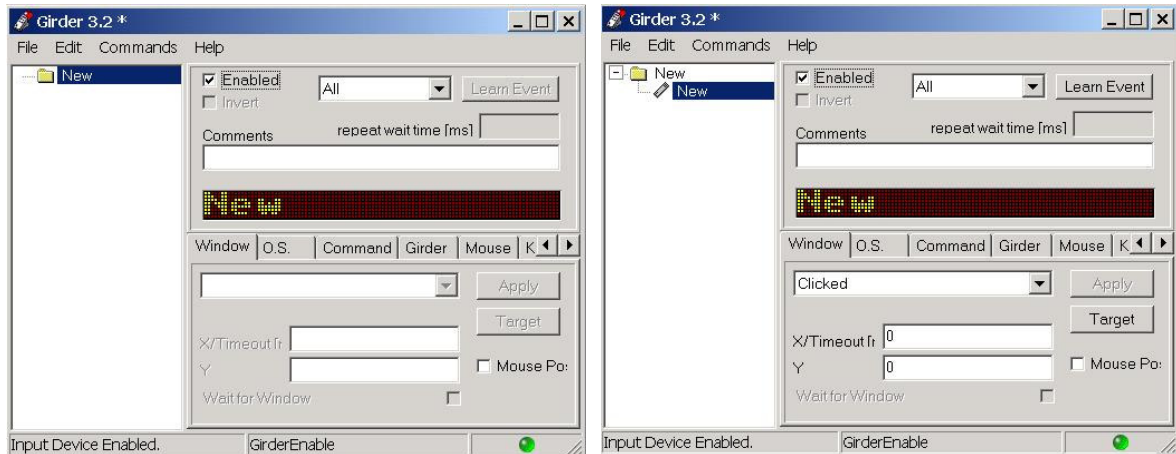 Girder 3.2 *
File Edit Commands Help
New
Enabled
All
Learn Event
Invert
repeat wait time [ms]
Comments
New
Window O.S. Command Girder Mouse K
Apply
Target
X/Timeout [r
Y
Mouse Po:
Wait for Window
Input Device Enabled. GirderEnable
Girder 3.2 *
File Edit Commands Help
New
New
Enabled
All
Learn Event
Invert
repeat wait time [ms]
Comments
New
Window O.S. Command Girder Mouse K
Clicked
Apply
Target
X/Timeout [r 0
Y 0
Mouse Po:
Wait for Window
Input Device Enabled. GirderEnable